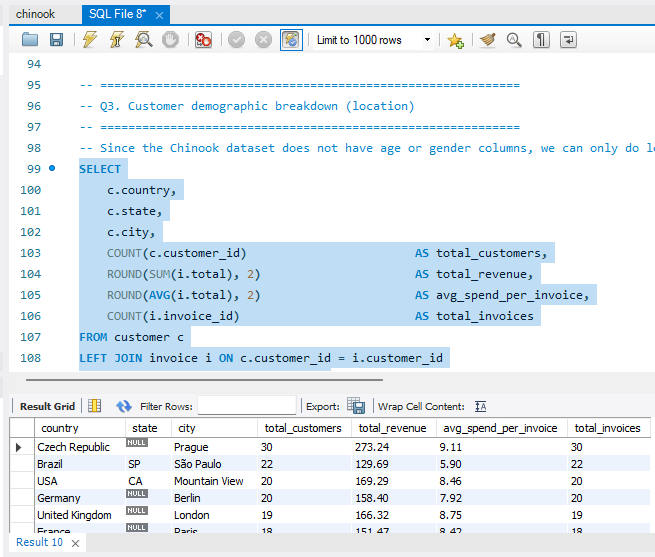 chinook SQL File 8*
Limit to 1000 rows
94
95 -- ============================================================
96 -- Q3. Customer demographic breakdown (location)
97 -- ============================================================
98 -- Since the Chinook dataset does not have age or gender columns, we can only do
99 SELECT
100 c.country,
101 c.state,
102 c.city,
103 COUNT(c.customer_id) AS total_customers,
104 ROUND(SUM(i.total), 2) AS total_revenue,
105 ROUND(AVG(i.total), 2) AS avg_spend_per_invoice,
106 COUNT(i.invoice_id) AS total_invoices
107 FROM customer c
108 LEFT JOIN invoice i ON c.customer_id = i.customer_id
Result Grid Filter Rows: Export: Wrap Cell Content:
country state city total_customers total_revenue avg_spend_per_invoice total_invoices
Czech Republic NULL Prague 30 273.24 9.11 30
Brazil SP São Paulo 22 129.69 5.90 22
USA CA Mountain View 20 169.29 8.46 20
Germany NULL Berlin 20 158.40 7.92 20
United Kingdom NULL London 19 166.32 8.75 19
France NULL Paris 18 151.47 8.42 18
Result 10